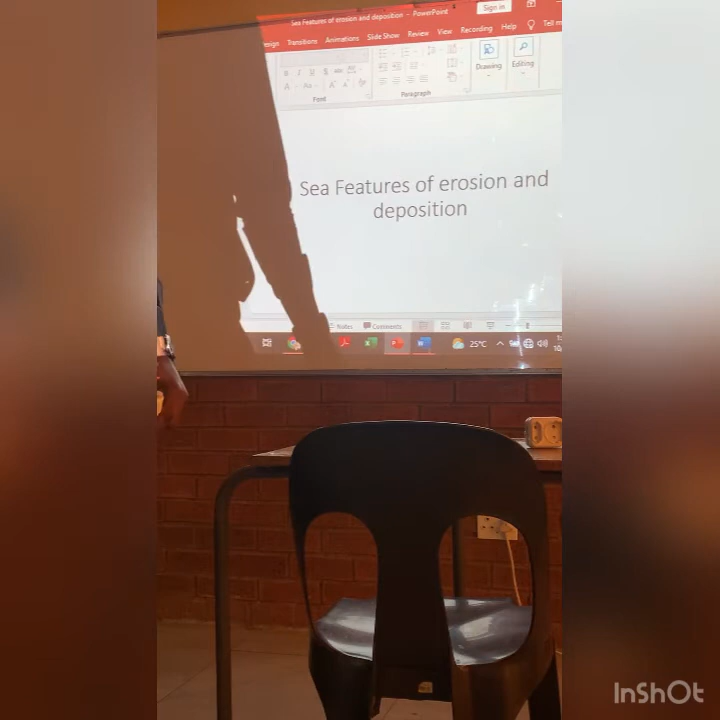 Sea Features of erosion and deposition - PowerPoint
Sign in
Transitions Animations Slide Show Review View Recording Help
Drawing
Editing
Font
Paragraph
Sea Features of erosion and
deposition
Notes Comments
25°C
InShOt